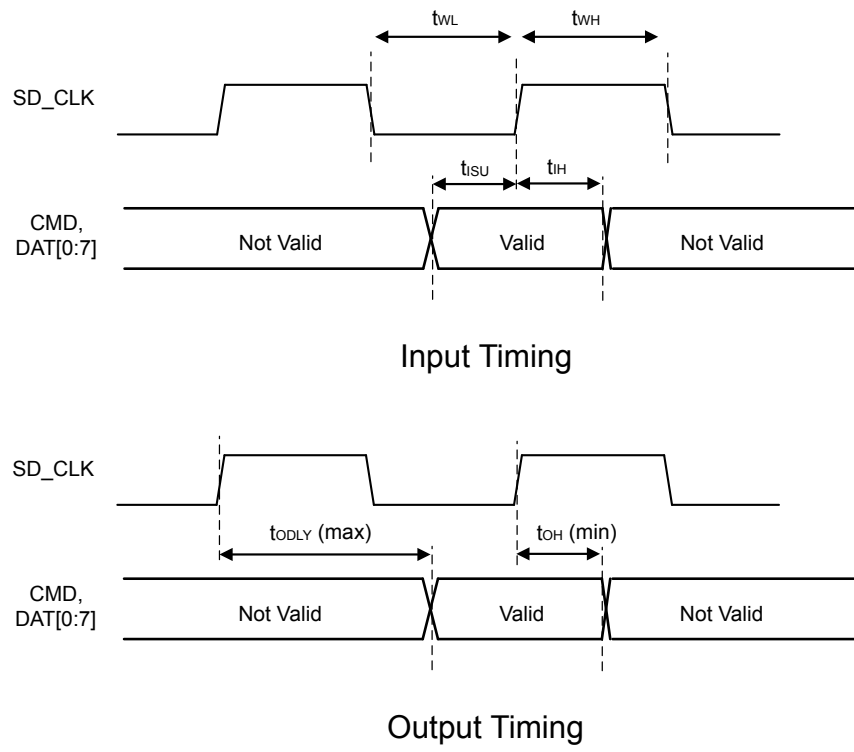 tWL tWH
SD_CLK
tISU tIH
CMD,
DAT[0:7]
Not Valid Valid Not Valid
Input Timing
SD_CLK
tODLY (max) tOH (min)
CMD,
DAT[0:7]
Not Valid Valid Not Valid
Output Timing